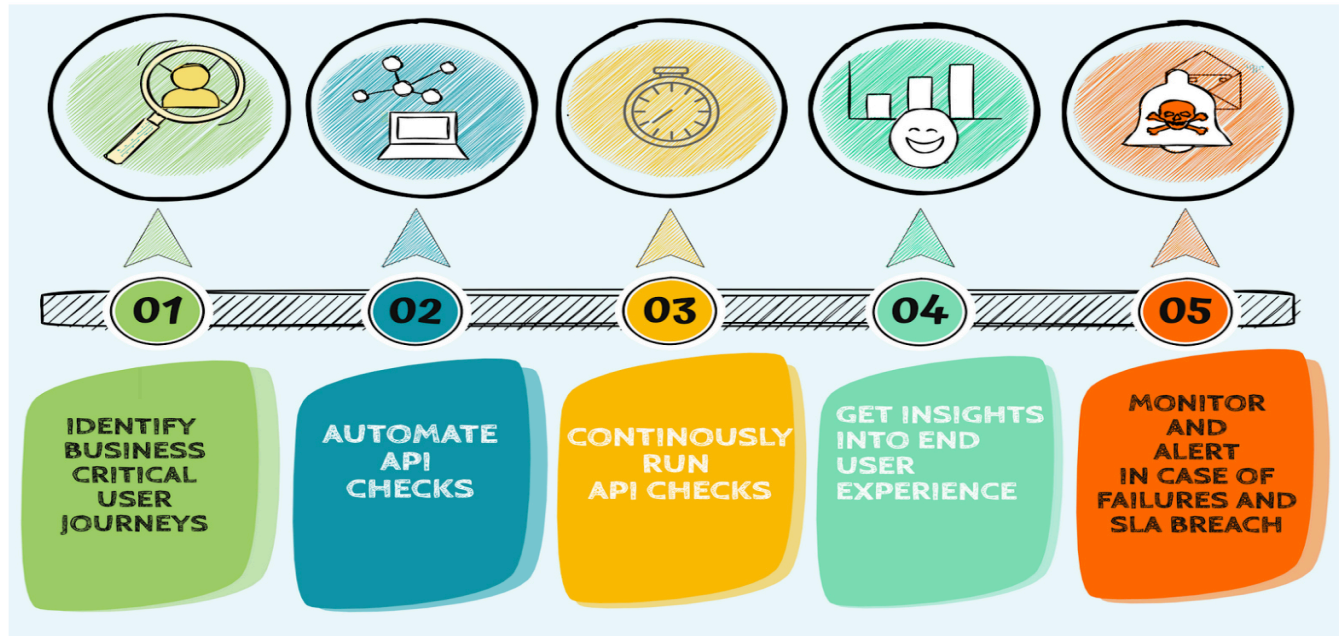 01
02
03
04
05
IDENTIFY
BUSINESS
CRITICAL
USER
JOURNEYS
AUTOMATE
API
CHECKS
CONTINOUSLY
RUN
API CHECKS
GET INSIGHTS
INTO END
USER
EXPERIENCE
MONITOR
AND
ALERT
IN CASE OF
FAILURES AND
SLA BREACH